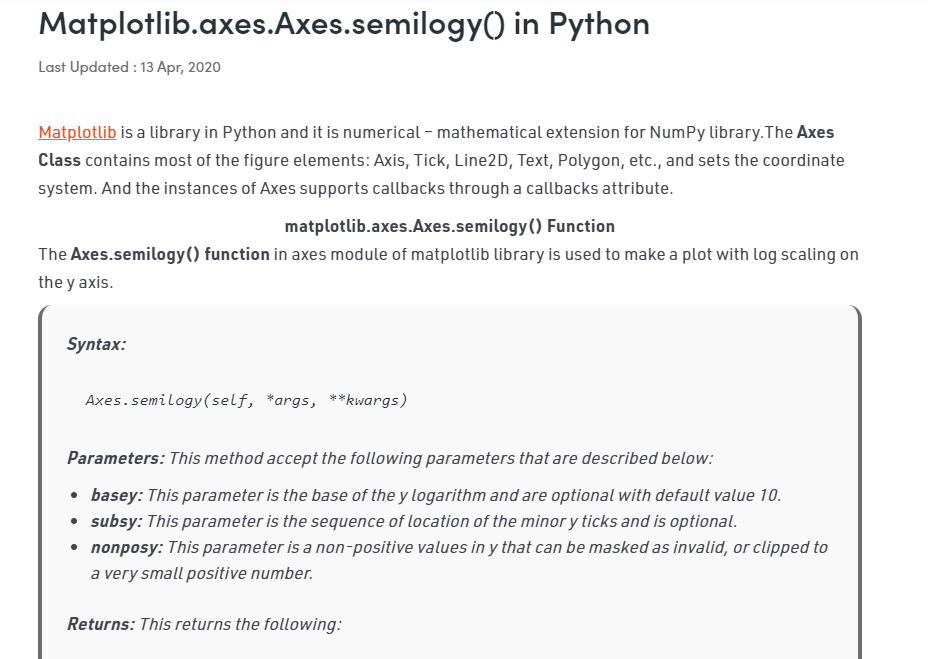 Matplotlib.axes.Axes.semilogy() in Python
Last Updated : 13 Apr, 2020
Matplotlib is a library in Python and it is numerical – mathematical extension for NumPy library.The Axes
Class contains most of the figure elements: Axis, Tick, Line2D, Text, Polygon, etc., and sets the coordinate
system. And the instances of Axes supports callbacks through a callbacks attribute.
matplotlib.axes.Axes.semilogy() Function
The Axes.semilogy() function in axes module of matplotlib library is used to make a plot with log scaling on
the y axis.
Syntax:
Axes.semilogy(self, *args, **kwargs)
Parameters: This method accept the following parameters that are described below:
• basey: This parameter is the base of the y logarithm and are optional with default value 10.
• subsy: This parameter is the sequence of location of the minor y ticks and is optional.
• nonposy: This parameter is a non-positive values in y that can be masked as invalid, or clipped to
a very small positive number.
Returns: This returns the following: